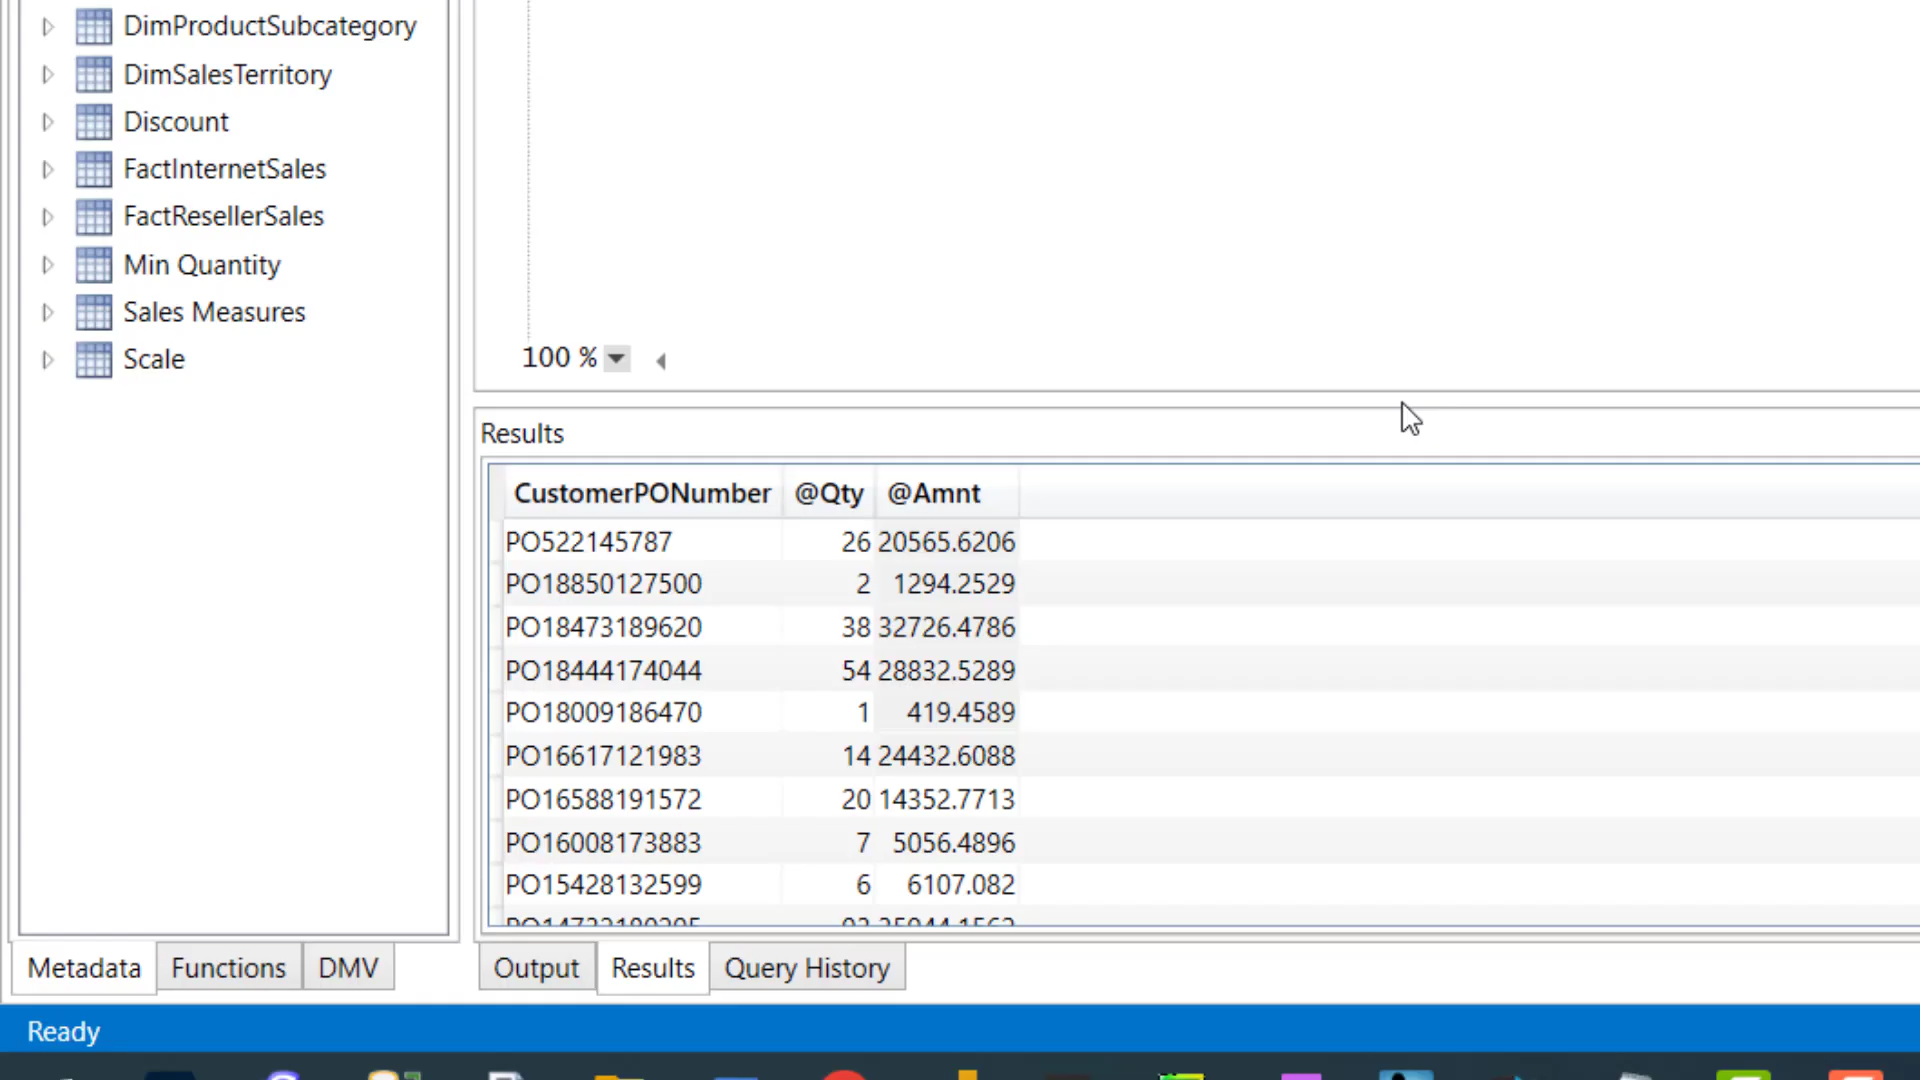 DimProductSubcategory
DimSalesTerritory
Discount
FactInternetSales
FactResellerSales
Min Quantity
Sales Measures
Scale
100 %
Results
CustomerPONumber @Qty @Amnt
PO522145787 26 20565.6206
PO18850127500 2 1294.2529
PO18473189620 38 32726.4786
PO18444174044 54 28832.5289
PO18009186470 1 419.4589
PO16617121983 14 24432.6088
PO16588191572 20 14352.7713
PO16008173883 7 5056.4896
PO15428132599 6 6107.082
Metadata Functions DMV Output Results Query History
Ready